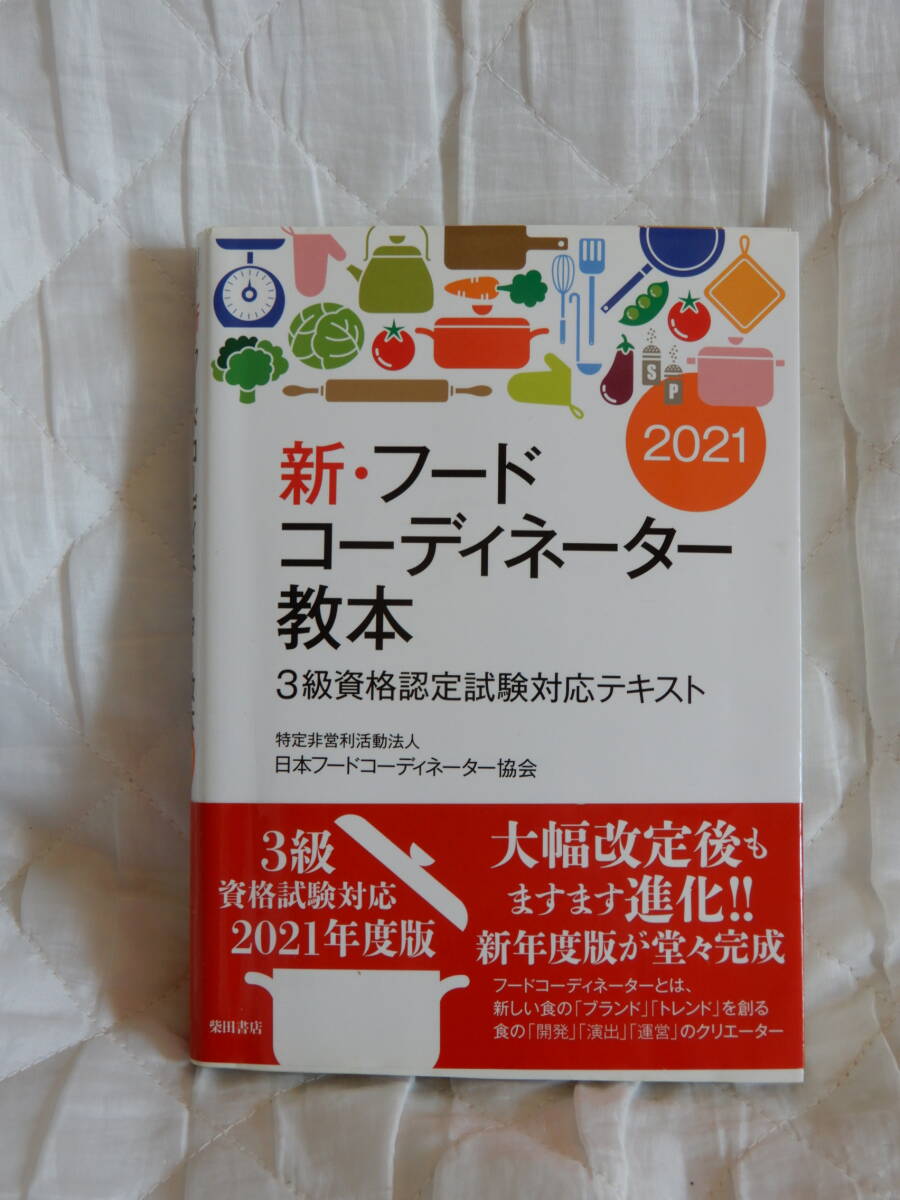 S
P
2021
新・フード
コーディネーター
教本
3級資格認定試験対応テキスト
特定非営利活動法人
日本フードコーディネーター協会
3級
資格試験対応
2021年度版
大幅改定後も
ますます進化!!
新年度版が堂々完成
フードコーディネーターとは、
新しい食の「ブランド」「トレンド」を創る
食の「開発」「演出」「運営」のクリエーター
柴田書店